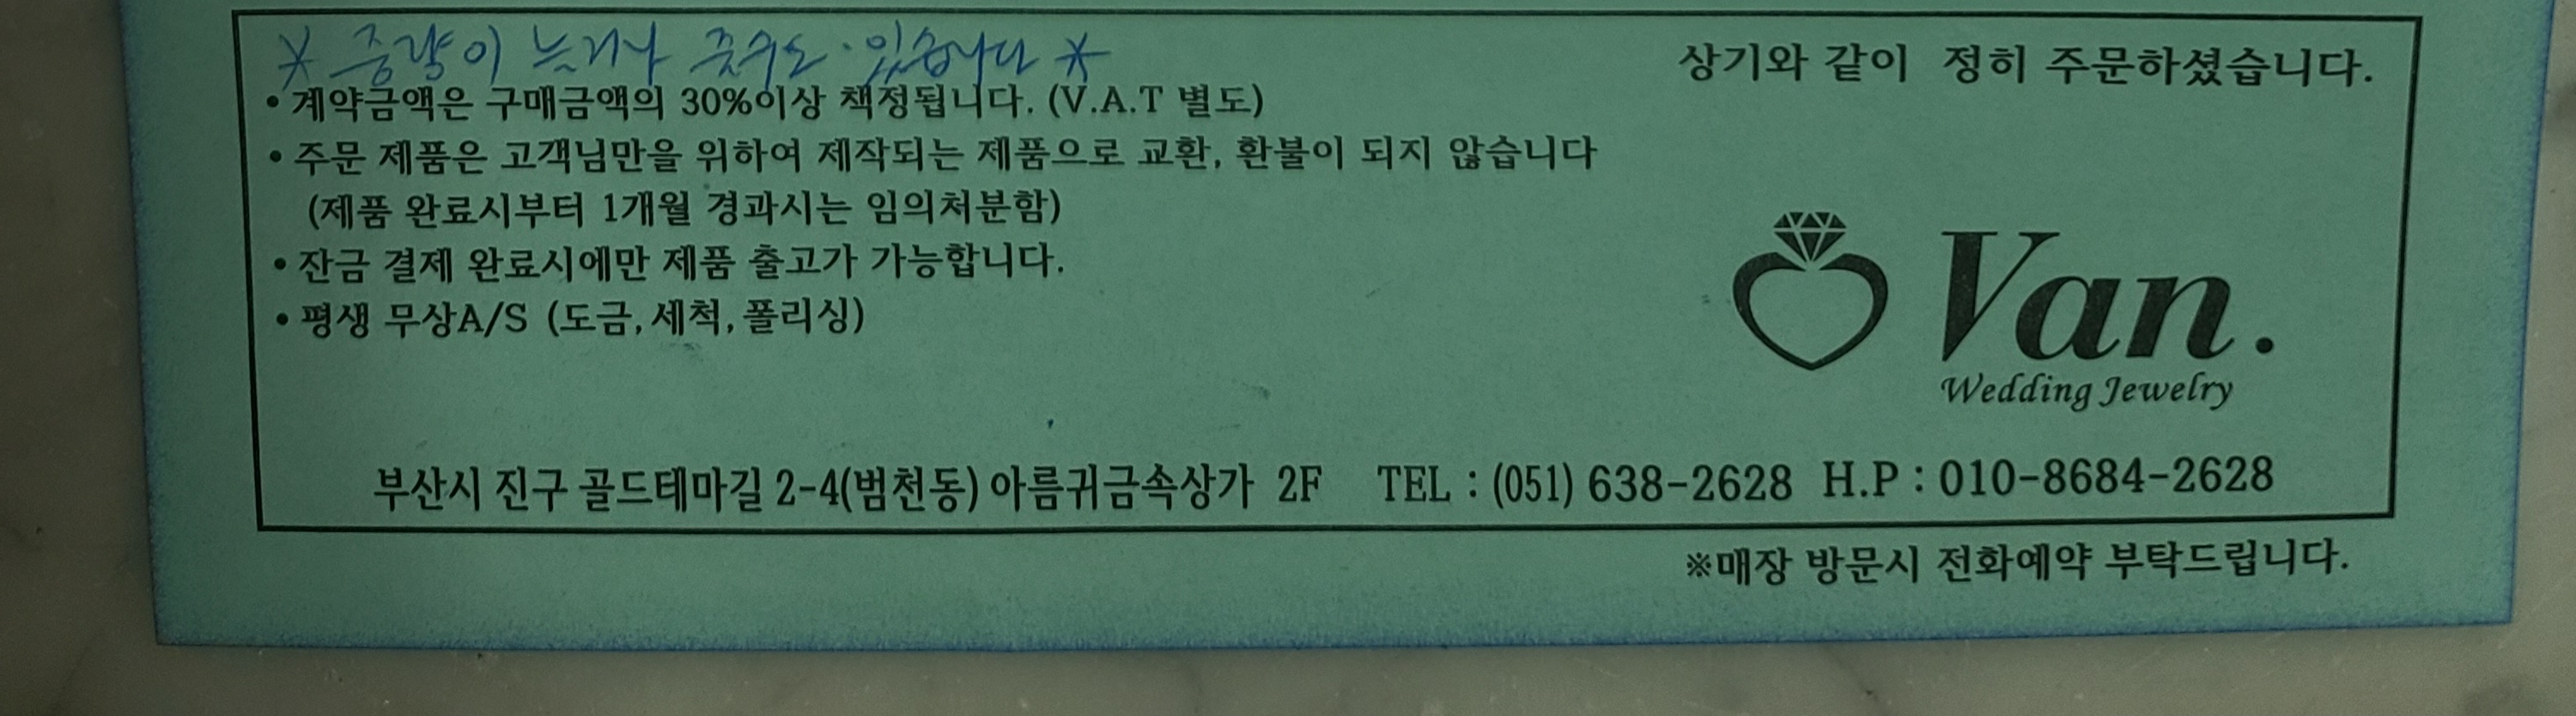 * 중량이 늘거나 줄수도 있습니다 *
상기와 같이 정히 주문하셨습니다.
• 계약금액은 구매금액의 30%이상 책정됩니다. (V.A.T 별도)
• 주문 제품은 고객님만을 위하여 제작되는 제품으로 교환, 환불이 되지 않습니다
(제품 완료시부터 1개월 경과시는 임의처분함)
• 잔금 결제 완료시에만 제품 출고가 가능합니다.
• 평생 무상A/S (도금, 세척, 폴리싱)
Van.
Wedding Jewelry
부산시 진구 골드테마길 2-4(범천동) 아름귀금속상가 2F TEL : (051) 638-2628 H.P : 010-8684-2628
※매장 방문시 전화예약 부탁드립니다.